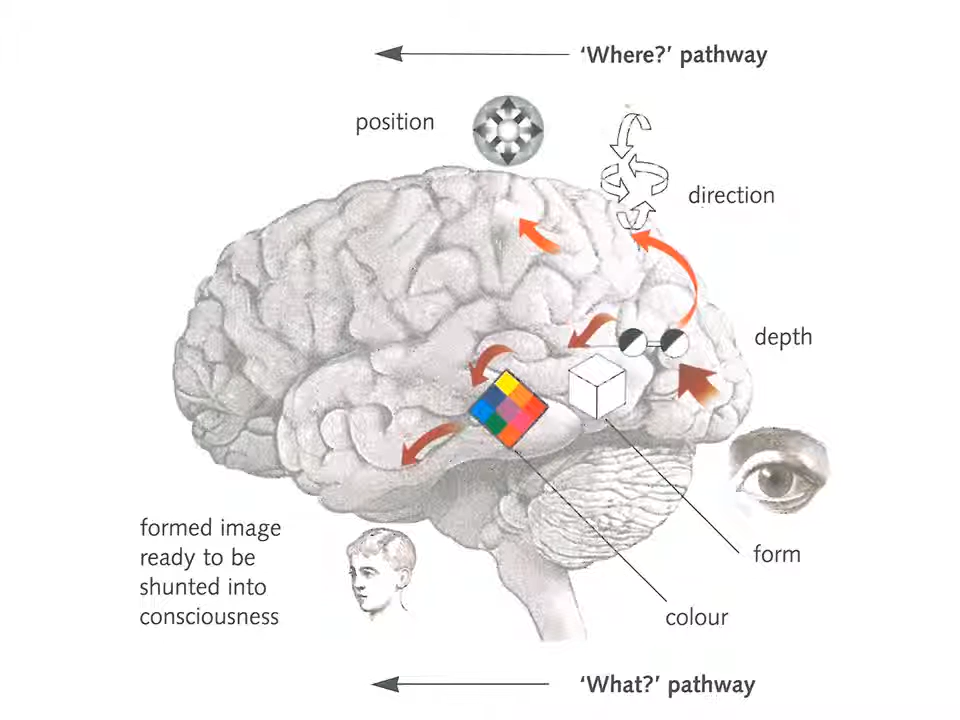 ‘Where?’ pathway
position
direction
depth
formed image
ready to be
shunted into
consciousness
form
colour
‘What?’ pathway